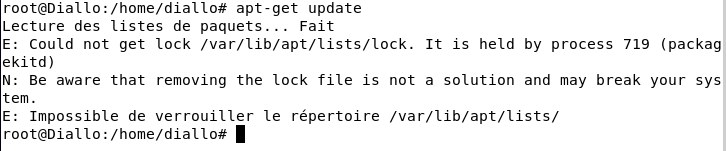 root@Diallo:/home/diallo# apt-get update
Lecture des listes de paquets... Fait
E: Could not get lock /var/lib/apt/lists/lock. It is held by process 719 (packag
ekitd)
N: Be aware that removing the lock file is not a solution and may break your sys
tem.
E: Impossible de verrouiller le répertoire /var/lib/apt/lists/
root@Diallo:/home/diallo#